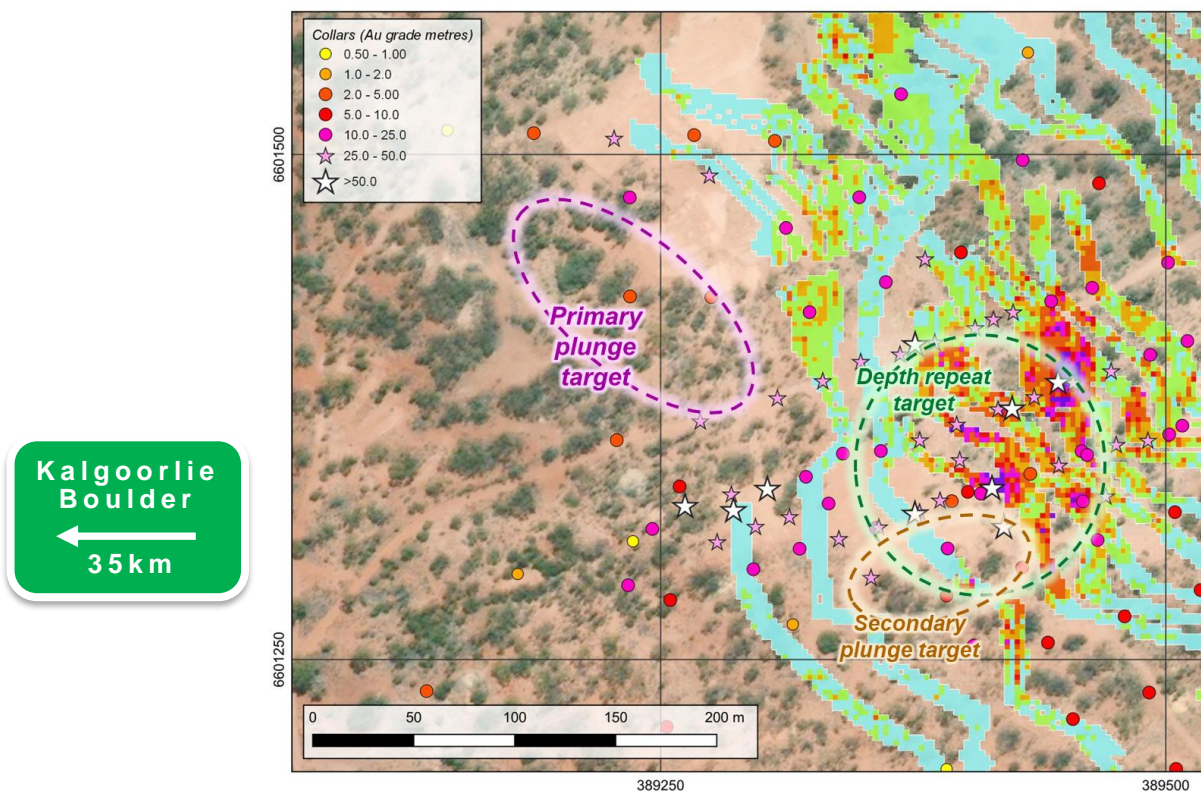 Collars (Au grade metres)
0.50 - 1.00
1.0 - 2.0
2.0 - 5.00
5.0 - 10.0
10.0 - 25.0
25.0 - 50.0
>50.0
6601500
Primary
plunge
target
Depth repeat
target
Kalgoorlie
Boulder
35km
Secondary
plunge target
6601250
0 50 100 150 200 m
389250
389500